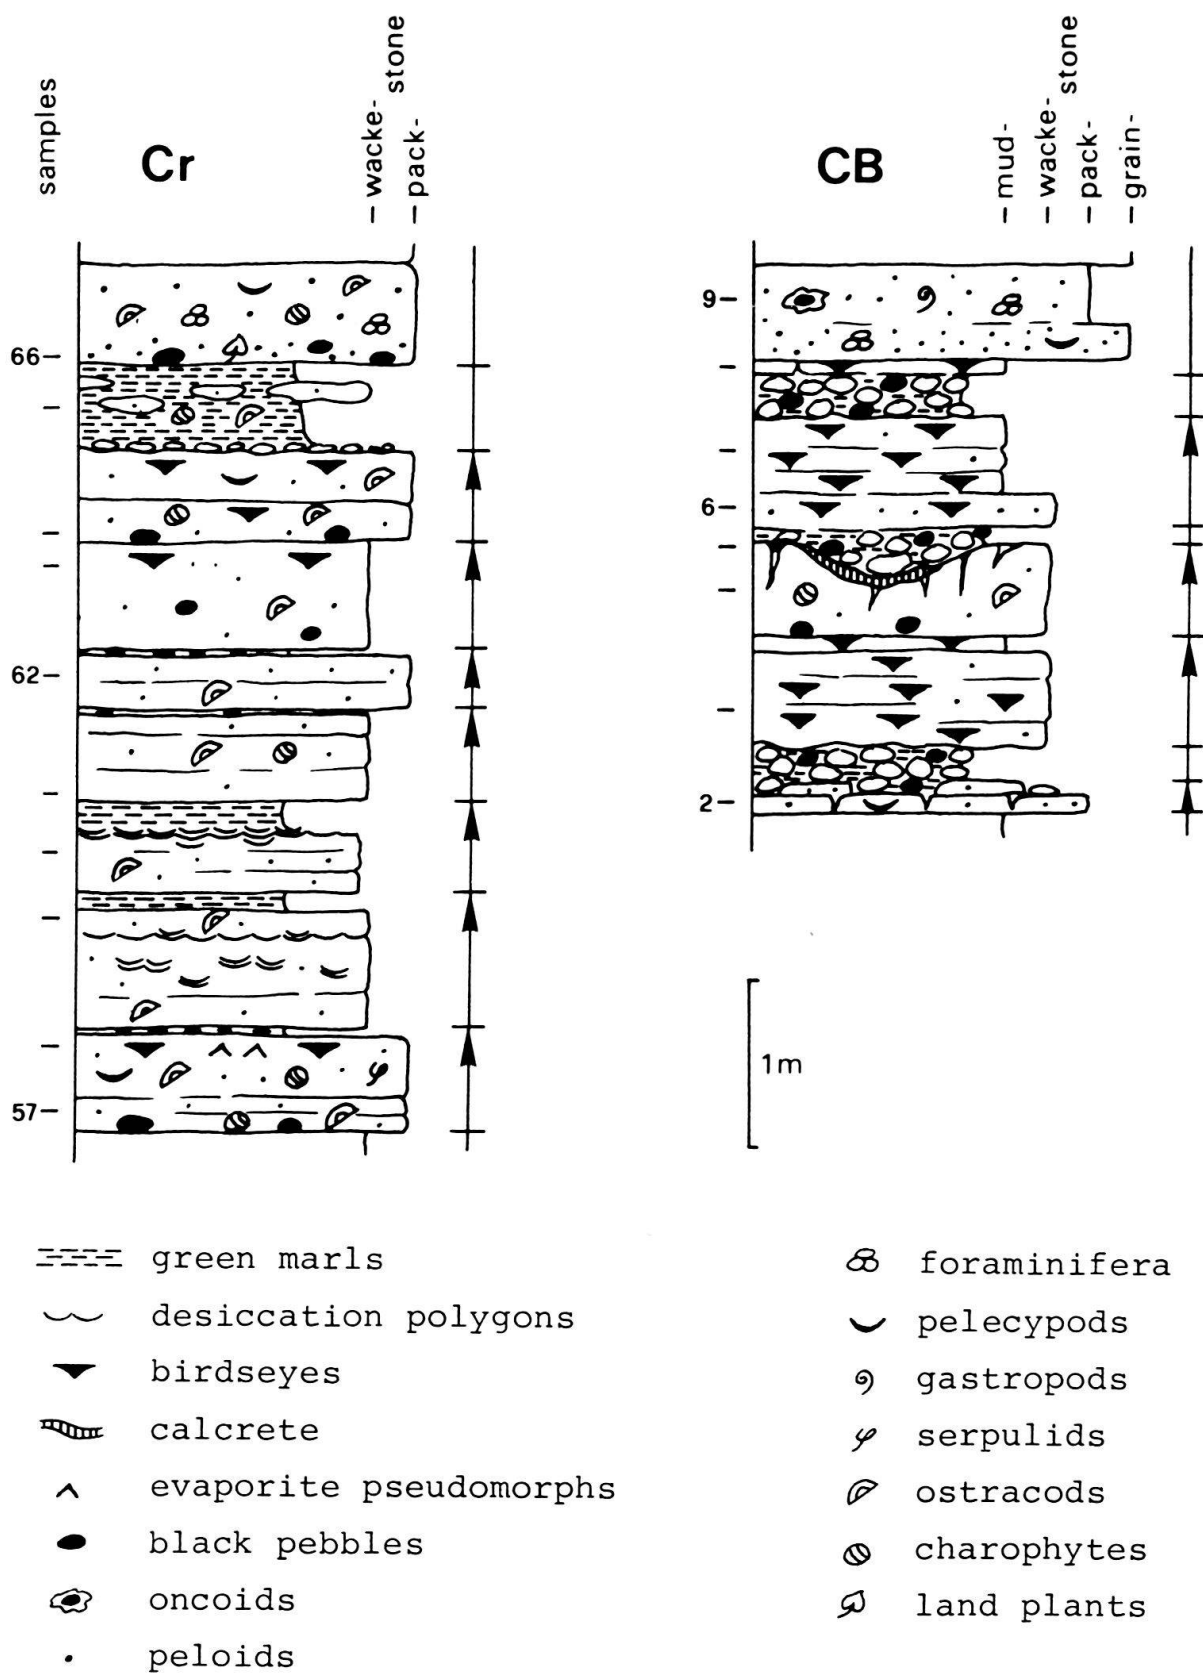 samples
Cr
wacke-
pack-
stone
CB
mud-
wacke-
pack-
grain-
stone
66
62
57
9
6
2
1m
green marls
desiccation polygons
birdseyes
calcrete
evaporite pseudomorphs
black pebbles
oncoids
peloids
foraminifera
pelecypods
gastropods
serpulids
ostracods
charophytes
land plants